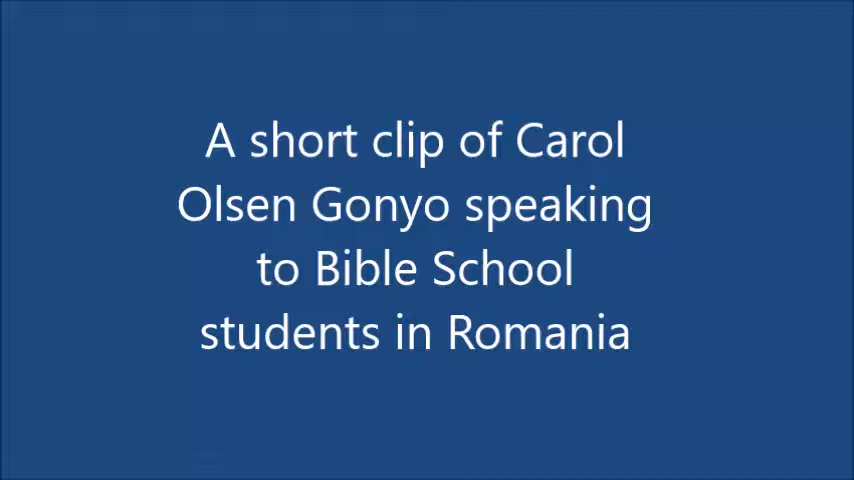 A short clip of Carol
Olsen Gonyo speaking
to Bible School
students in Romania